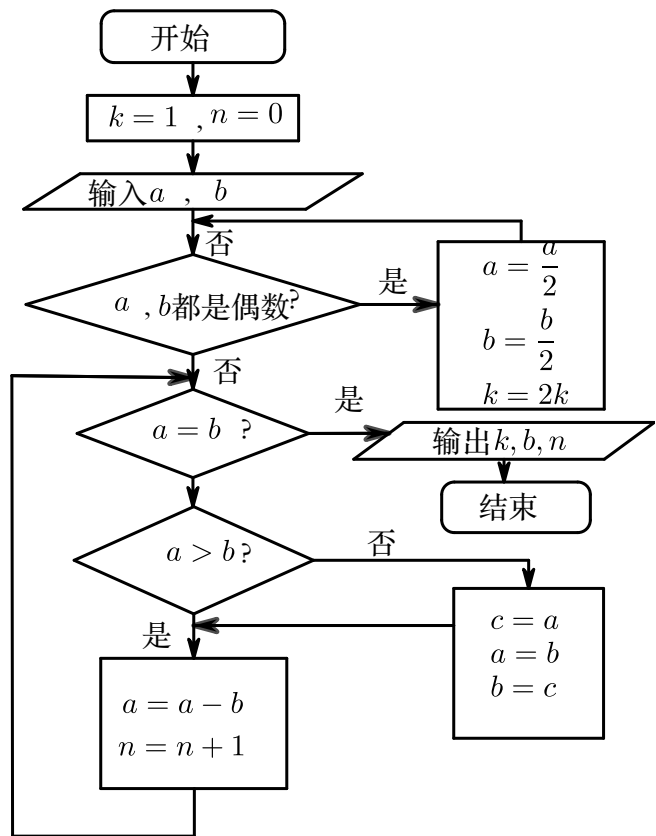 开始
k = 1 , n = 0
输入a , b
否
a , b都是偶数?
是
a = a/2
b = b/2
k = 2k
否
a = b ?
是
输出k, b, n
结束
a > b ?
否
c = a
a = b
b = c
是
a = a − b
n = n + 1